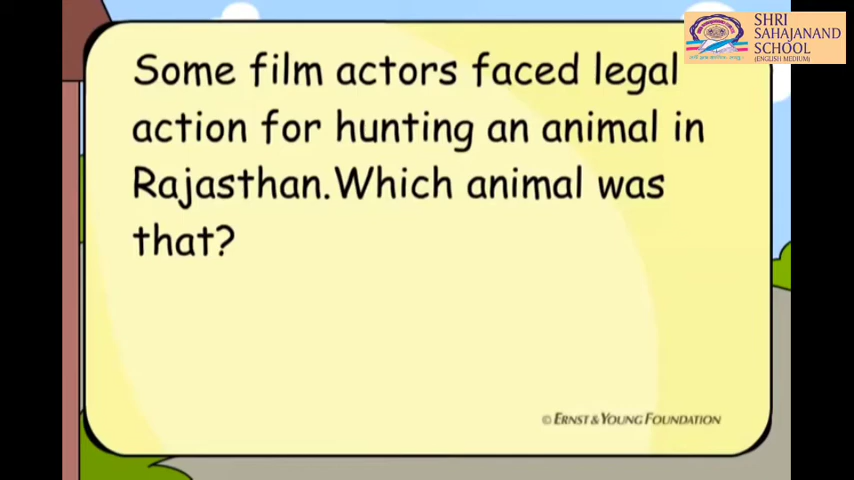 Some film actors faced legal
action for hunting an animal in
Rajasthan.Which animal was
that?
© ERNST & YOUNG FOUNDATION
SHRI
SAHAJANAND
SCHOOL
(ENGLISH MEDIUM)